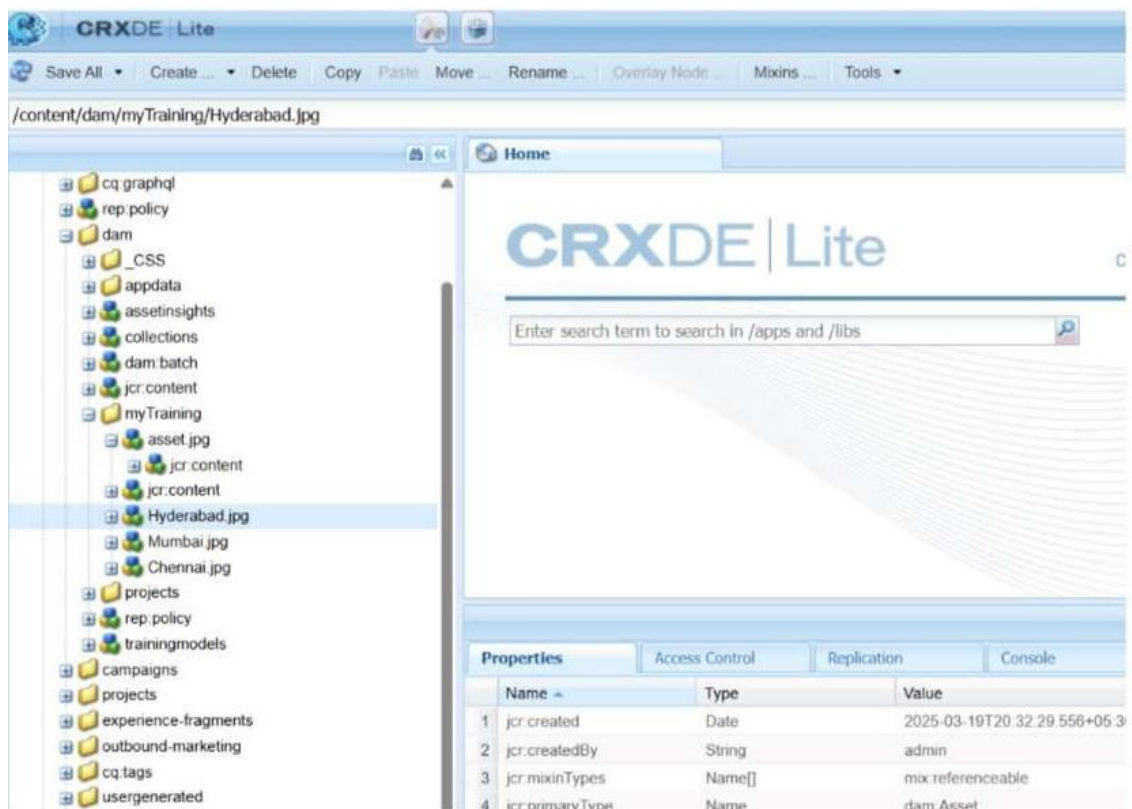 CRXDE Lite
Save All Create ... Delete Copy Paste Move ... Rename ... Overlay Node ... Mixins ... Tools
/content/dam/myTraining/Hyderabad.jpg
cq:graphql
rep:policy
dam
_CSS
appdata
assetinsights
collections
dam:batch
jcr:content
myTraining
asset.jpg
jcr:content
jcr:content
Hyderabad.jpg
Mumbai.jpg
Chennai.jpg
projects
rep:policy
trainingmodels
campaigns
projects
experience-fragments
outbound-marketing
cq:tags
usergenerated
Home
CRXDE | Lite
C
Enter search term to search in /apps and /libs
Properties Access Control Replication Console
Name Type Value
1 jcr:created Date 2025-03-19T20:32:29.556+05:3
2 jcr:createdBy String admin
3 jcr:mixinTypes Name[] mix:referenceable
4 jcr:primaryType Name dam:Asset